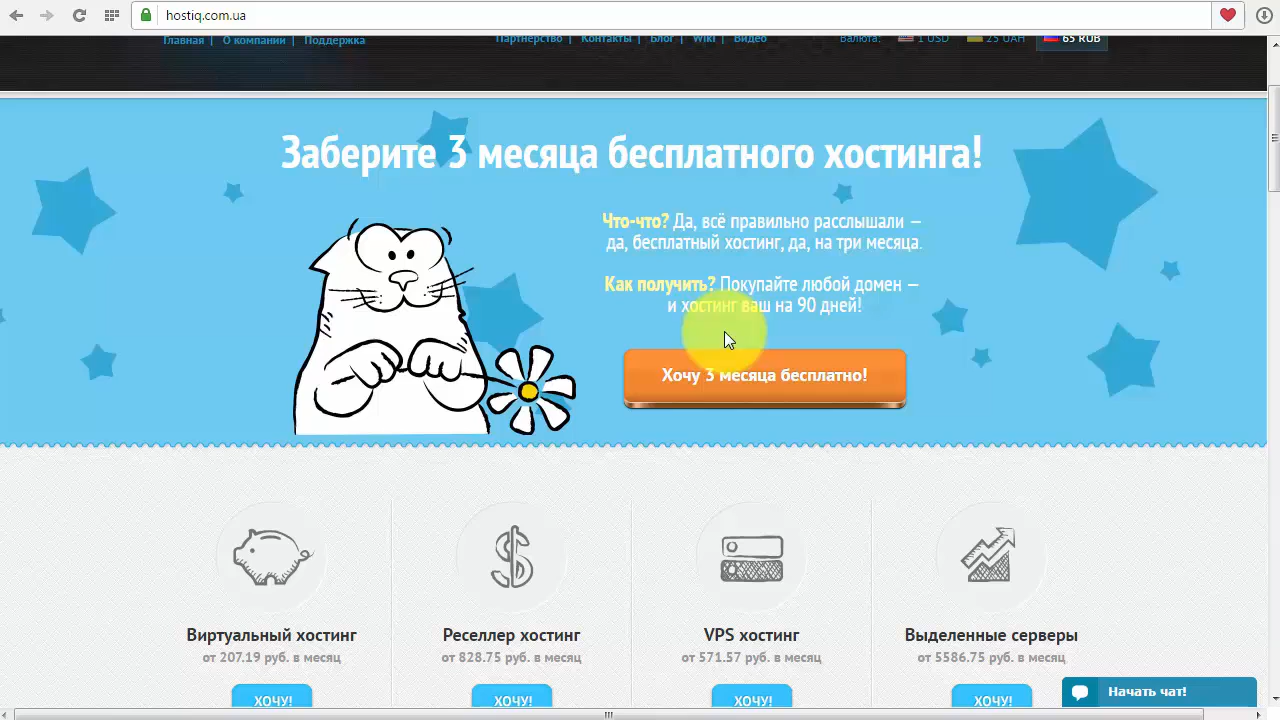 hostiq.com.ua
Главная | О компании | Поддержка
Партнерство | Контакты | Блог | Wiki | Видео
Валюта: 1 USD 25 UAH 65 RUB
Заберите 3 месяца бесплатного хостинга!
Что-что? Да, всё правильно расслышали –
да, бесплатный хостинг, да, на три месяца.
Как получить? Покупайте любой домен –
и хостинг ваш на 90 дней!
Хочу 3 месяца бесплатно!
Виртуальный хостинг
от 207.19 руб. в месяц
ХОЧУ!
Реселлер хостинг
от 828.75 руб. в месяц
ХОЧУ!
VPS хостинг
от 571.57 руб. в месяц
ХОЧУ!
Выделенные серверы
от 5586.75 руб. в месяц
ХОЧУ!
Начать чат!